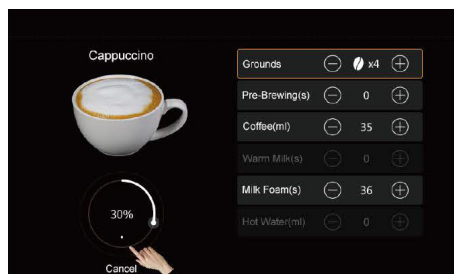 Cappuccino
30%
Cancel
Grounds x4
Pre-Brewing(s) 0
Coffee(ml) 35
Warm Milk(s) 0
Milk Foam(s) 36
Hot Water(ml) 0